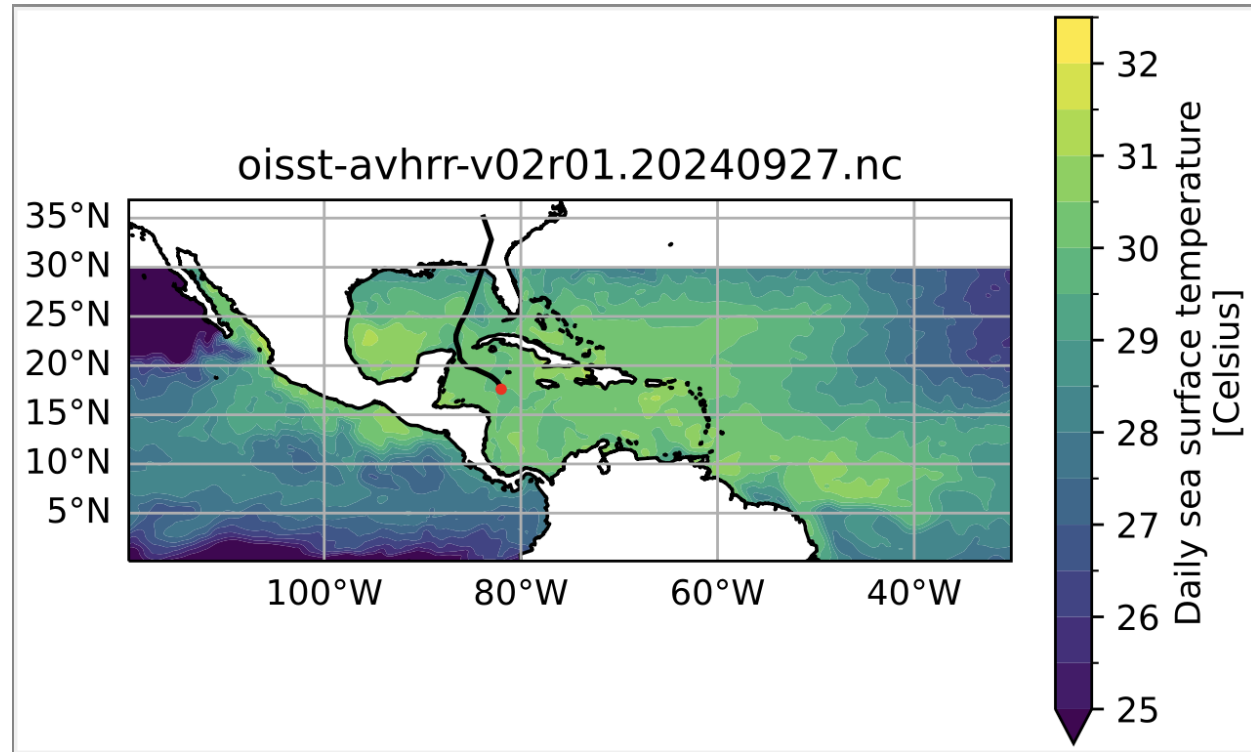 oisst-avhrr-v02r01.20240927.nc
35°N
30°N
25°N
20°N
15°N
10°N
5°N
100°W 80°W 60°W 40°W
32
31
30
29
28
27
26
25
Daily sea surface temperature
[Celsius]